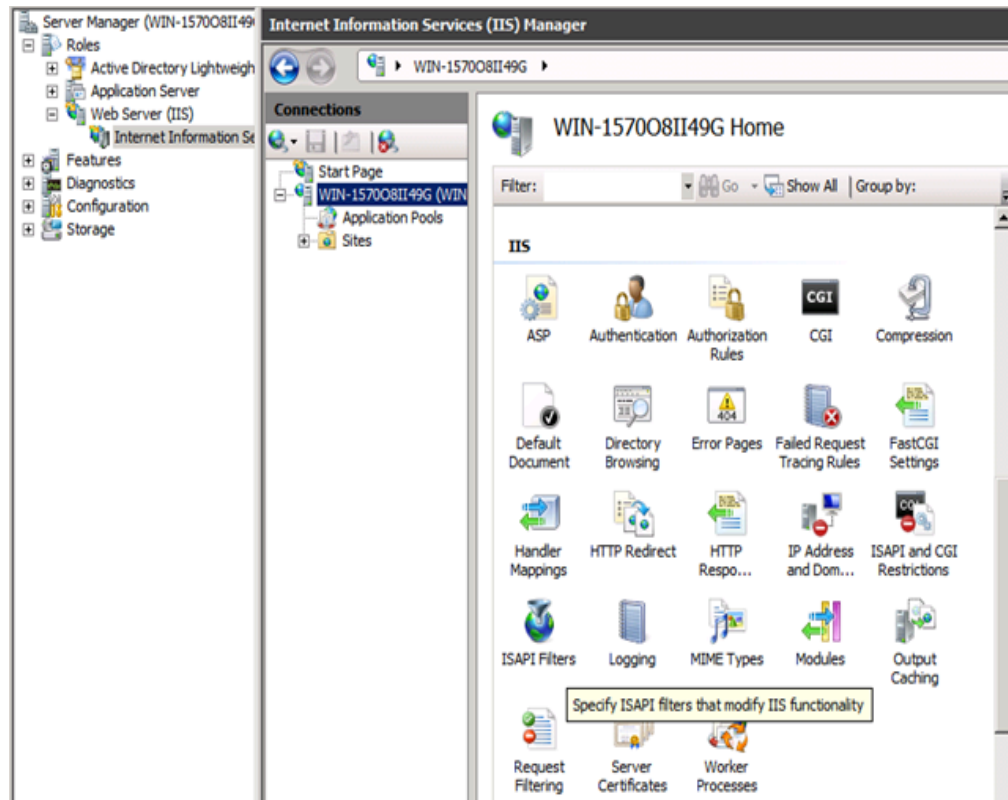 Server Manager (WIN-1570O8II49
Roles
Active Directory Lightweigh
Application Server
Web Server (IIS)
Internet Information Se
Features
Diagnostics
Configuration
Storage
Internet Information Services (IIS) Manager
WIN-1570O8II49G
Connections
Start Page
WIN-1570O8II49G (WIN
Application Pools
Sites
WIN-1570O8II49G Home
Filter: Go Show All Group by:
IIS
ASP Authentication Authorization CGI Compression
Rules
CGI
404
Default Directory Error Pages Failed Request FastCGI
Document Browsing Tracing Rules Settings
Handler HTTP Redirect HTTP IP Address ISAPI and CGI
Mappings Respo... and Dom... Restrictions
ISAPI Filters Logging MIME Types Modules Output
Caching
Specify ISAPI filters that modify IIS functionality
Request Server Worker
Filtering Certificates Processes